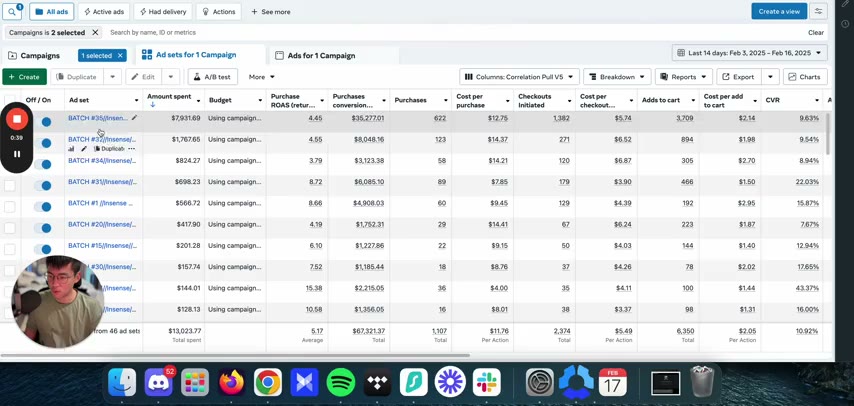 1
All ads
Active ads
Had delivery
Actions
+ See more
Create a view
Campaigns is 2 selected ✕
Search by name, ID or metrics
Clear
Campaigns
1 selected ✕
Ad sets for 1 Campaign
Ads for 1 Campaign
Last 14 days: Feb 3, 2025 – Feb 16, 2025
+ Create
Duplicate
Edit
A/B test
More
Columns: Correlation Pull V5
Breakdown
Reports
Export
Charts
Off / On
Ad set
Amount spent
Budget
Purchase ROAS (retur...
Purchases conversion...
Purchases
Cost per purchase
Checkouts Initiated
Cost per checkout...
Adds to cart
Cost per add to cart
CVR
A
BATCH #35//Insen... $7,931.69 Using campaign... 4.45 $35,277.01 622 $12.75 1,382 $5.74 3,709 $2.14 9.63%
BATCH #32//Insense/... $1,767.65 Using campaign... 4.55 $8,048.16 123 $14.37 271 $6.52 894 $1.98 9.54%
Duplicate
BATCH #34//Insense/... $824.27 Using campaign... 3.79 $3,123.58 58 $14.21 120 $6.87 305 $2.70 8.94%
BATCH #31//Insense/... $698.23 Using campaign... 8.72 $6,085.10 89 $7.85 179 $3.90 466 $1.50 22.03%
BATCH #1 //Insense ... $566.72 Using campaign... 8.66 $4,908.03 60 $9.45 129 $4.39 192 $2.95 15.87%
BATCH #20//Insense/... $417.90 Using campaign... 4.19 $1,752.31 29 $14.41 67 $6.24 223 $1.87 7.67%
BATCH #15//Insense/... $201.28 Using campaign... 6.10 $1,227.86 22 $9.15 50 $4.03 144 $1.40 12.94%
#30//Insense/... $157.74 Using campaign... 7.52 $1,185.44 18 $8.76 37 $4.26 78 $2.02 17.65%
//Insense/... $144.01 Using campaign... 15.38 $2,215.05 36 $4.00 35 $4.11 100 $1.44 43.37%
//Insense/... $128.13 Using campaign... 10.58 $1,356.05 16 $8.01 38 $3.37 98 $1.31 16.00%
from 46 ad sets $13,023.77 5.17 $67,321.37 1,107 $11.76 2,374 $5.49 6,350 $2.05 10.92%
Total spent Average Total Total Per Action Total Per Action Total Per Action
0:39
52
FEB
17